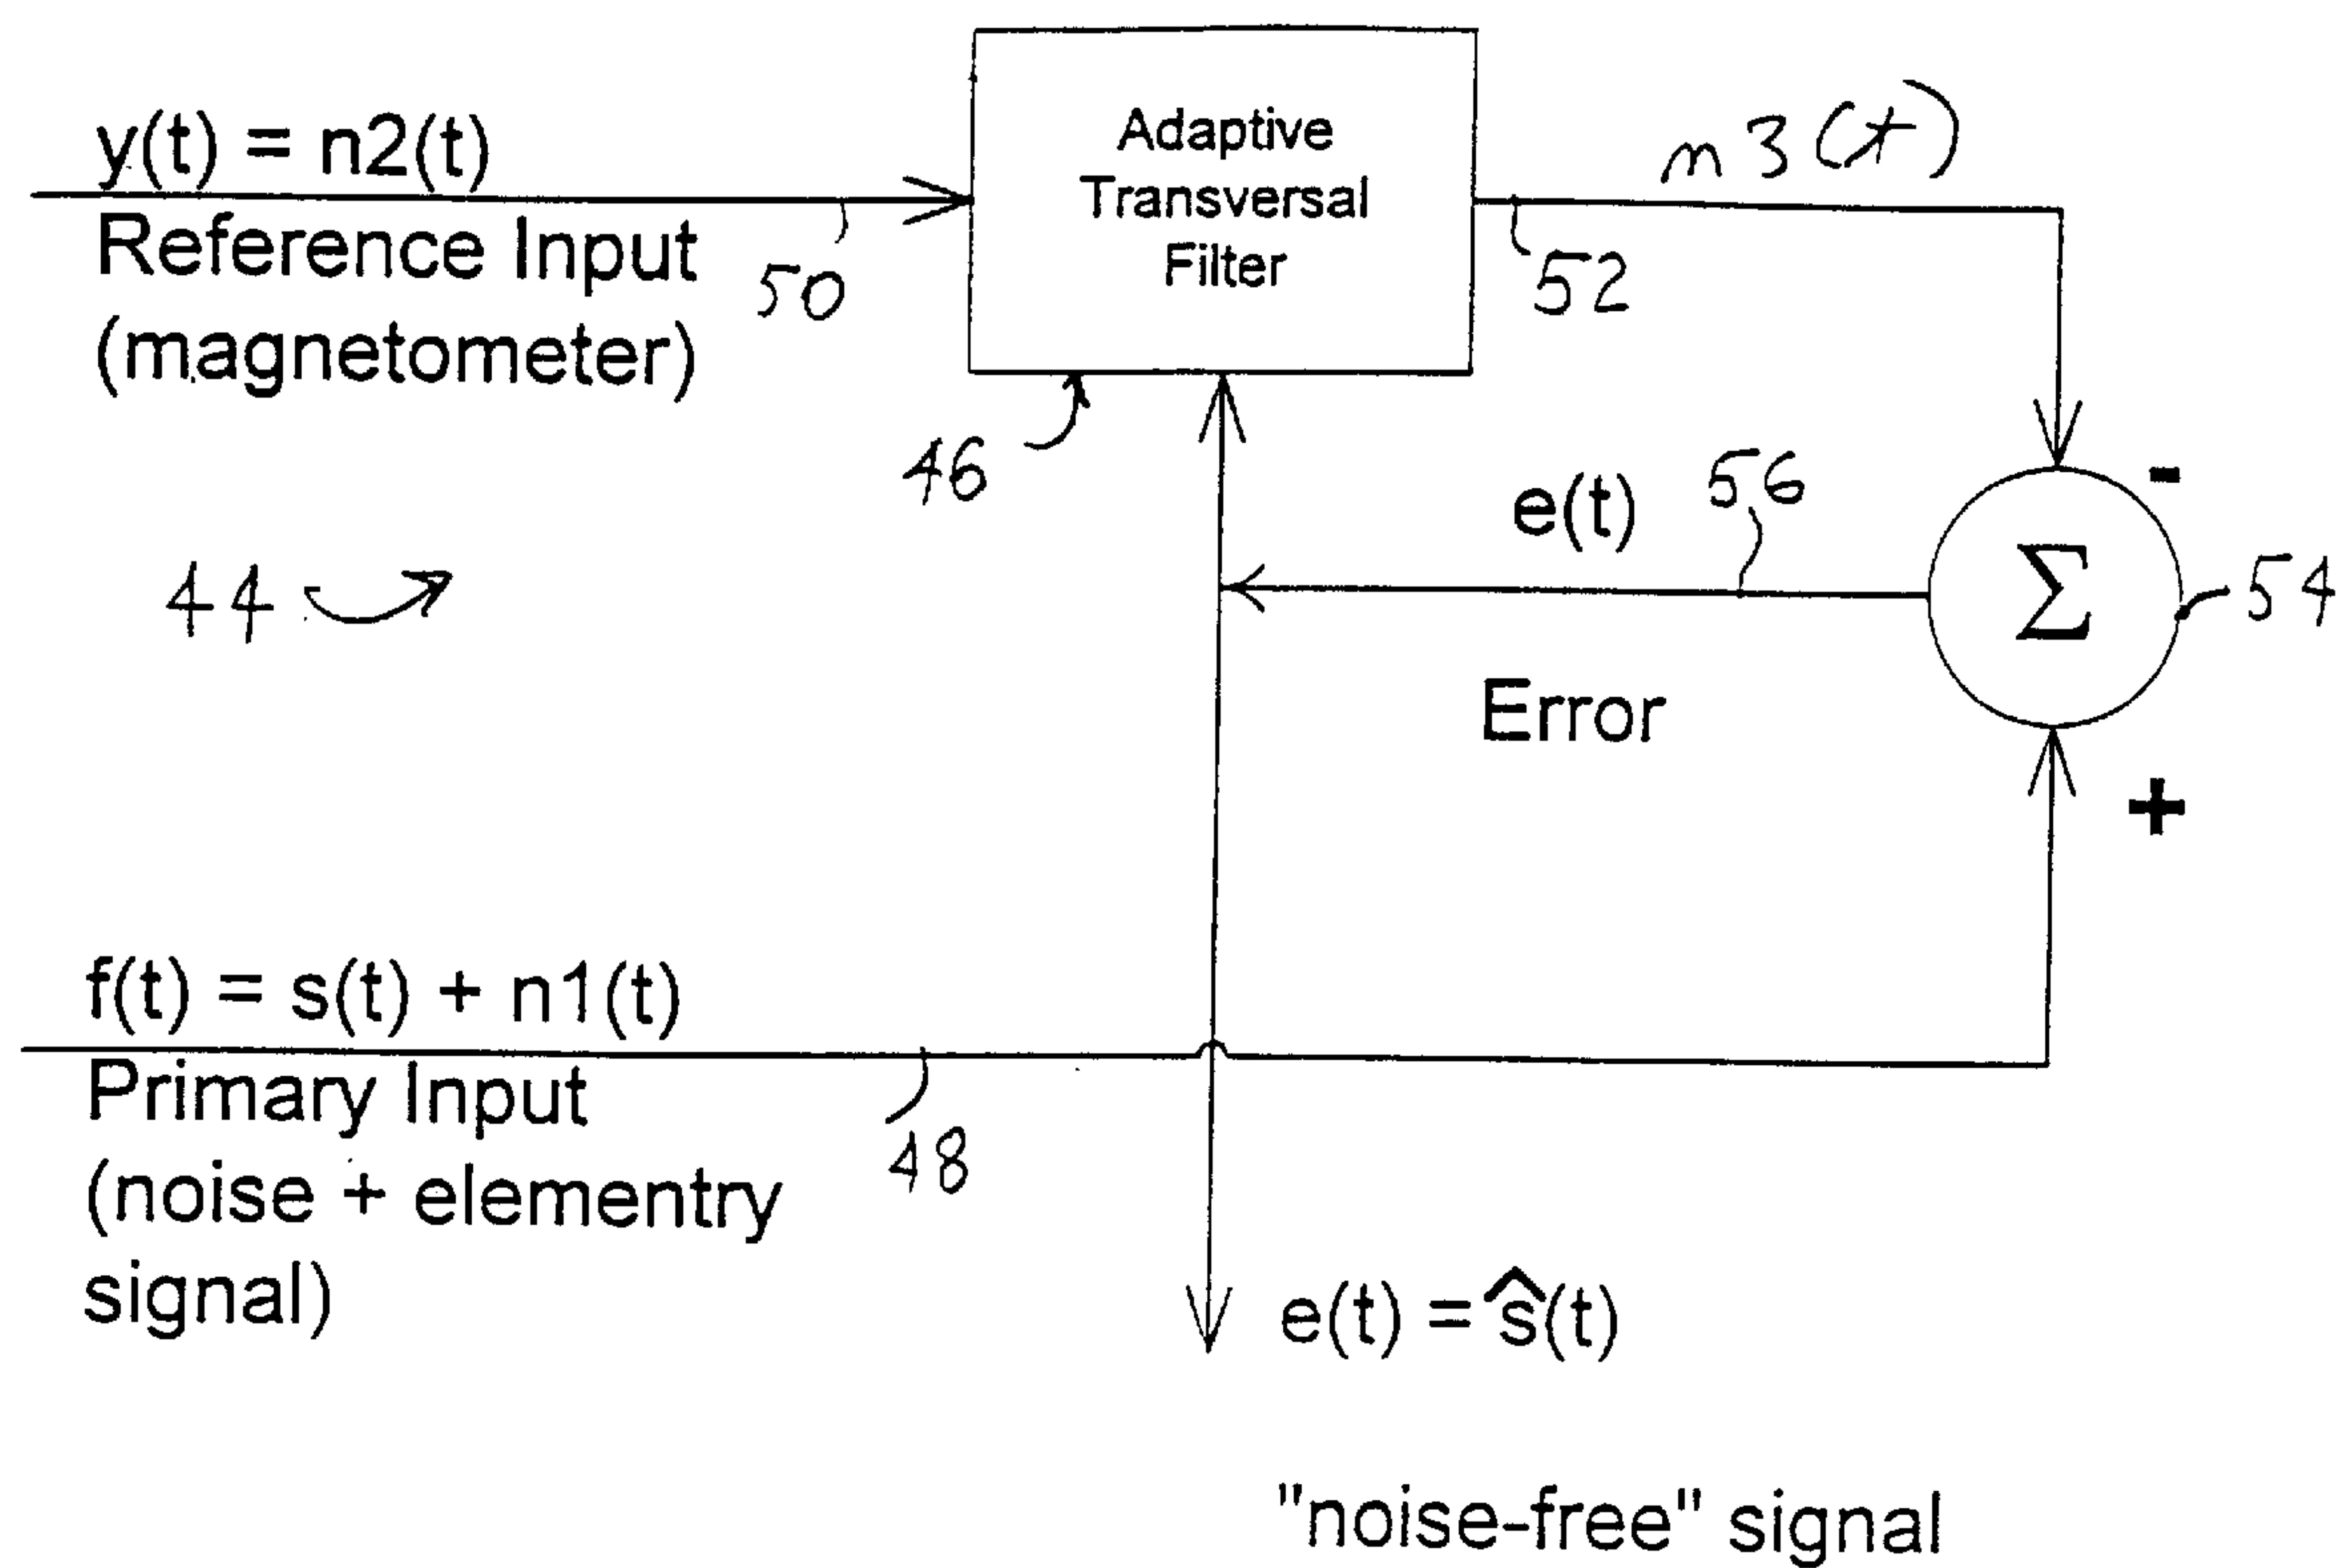 y(t) = n2(t)
Reference Input
(magnetometer)
50
Adaptive
Transversal
Filter
n3(t)
52
46
44
e(t)
56
Error
-
Σ
54
+
f(t) = s(t) + n1(t)
Primary Input
(noise + elementry
signal)
48
e(t) = ŝ(t)
"noise-free" signal